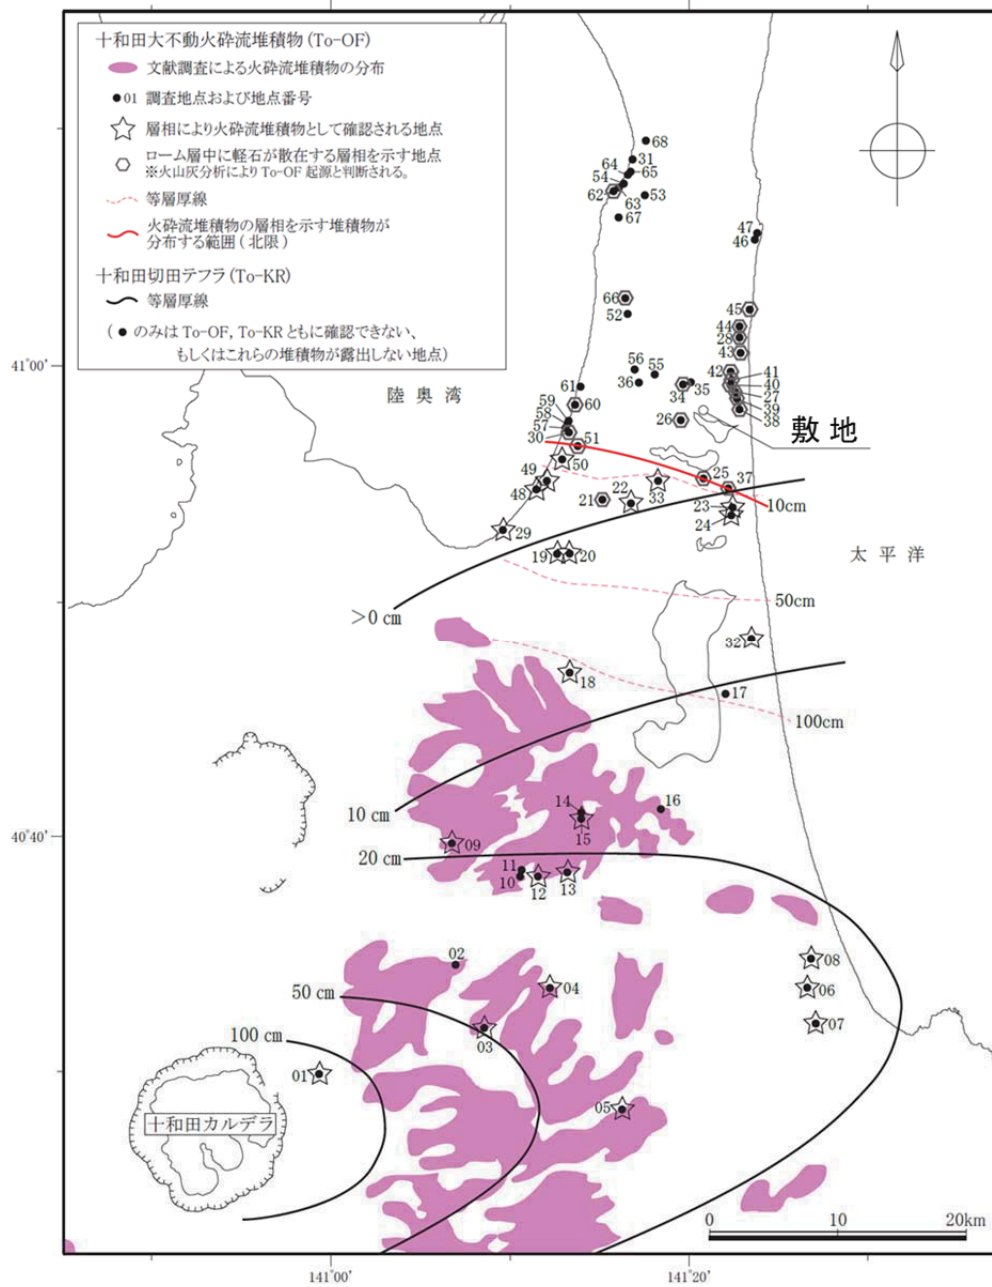 十和田大不動火砕流堆積物(To-OF)
文献調査による火砕流堆積物の分布
01 調査地点および地点番号
層相により火砕流堆積物として確認される地点
ローム層中に軽石が散在する層相を示す地点
※火山灰分析により To-OF 起源と判断される。
等層厚線
火砕流堆積物の層相を示す堆積物が
分布する範囲(北限)
十和田切田テフラ(To-KR)
等層厚線
(● のみは To-OF, To-KR ともに確認できない、
もしくはこれらの堆積物が露出しない地点)
68
31
64
65
54
62
63
53
67
47
46
66
45
52
44
28
43
41°00′
陸奥湾
56
55
42
41
61
36
34
35
40
27
59
60
39
58
26
38
57
敷地
30
51
50
25
37
49
33
48
22
21
23
10cm
24
29
太平洋
19
20
50cm
>0 cm
32
18
17
100cm
14
16
10 cm
15
40°40′
09
20 cm
11
10
12
13
02
08
50 cm
04
06
100 cm
03
07
01
05
十和田カルデラ
0
10
20km
141°00′
141°20′